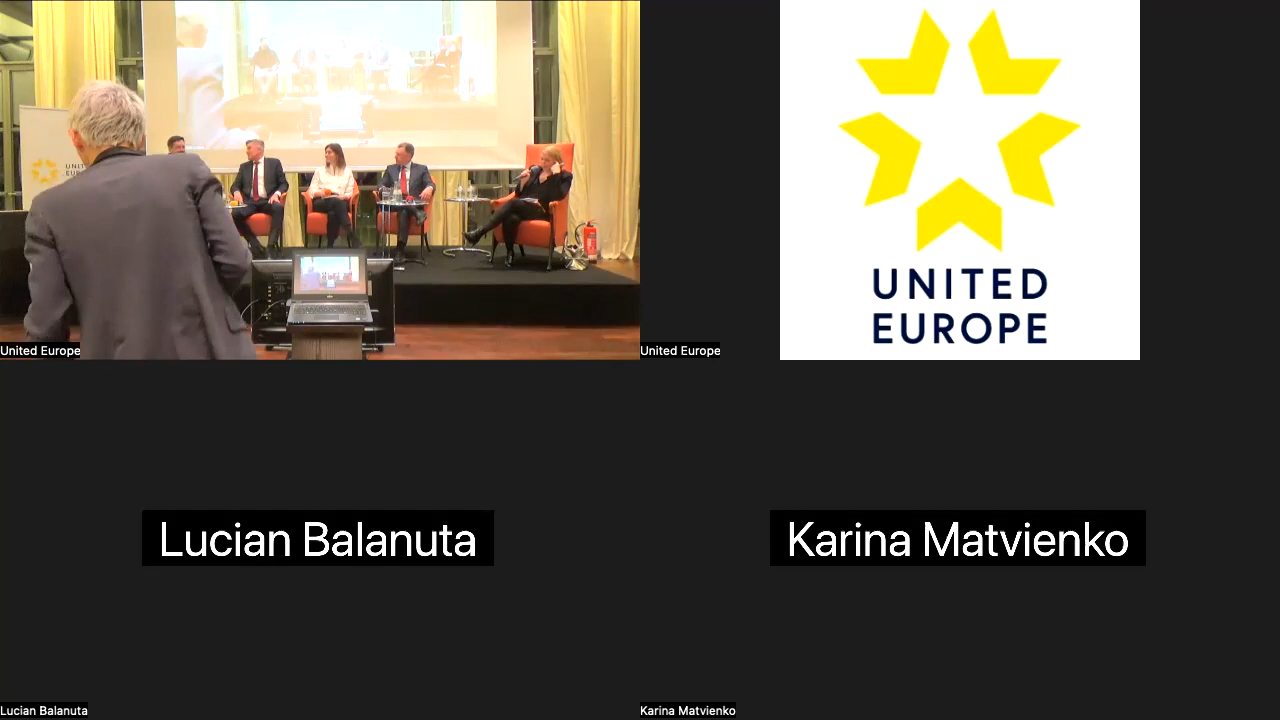 UNITED
EUROPE
United Europe
United Europe
Lucian Balanuta
Karina Matvienko
Lucian Balanuta
Karina Matvienko